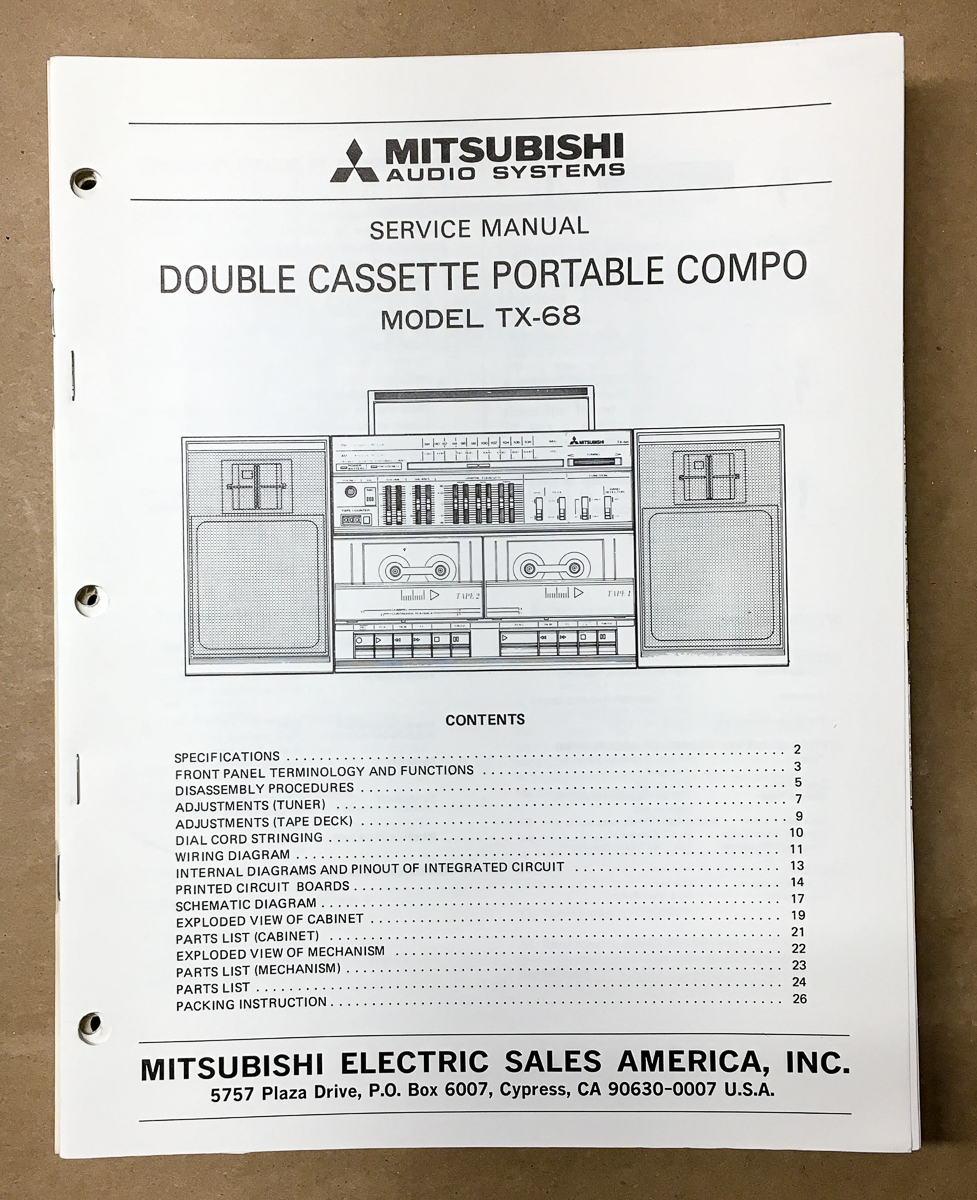 MITSUBISHI
AUDIO SYSTEMS
SERVICE MANUAL
DOUBLE CASSETTE PORTABLE COMPO
MODEL TX-68
MITSUBISHI
TAPE 2
TAPE 1
CONTENTS
SPECIFICATIONS . . . . . . . . . . 2
FRONT PANEL TERMINOLOGY AND FUNCTIONS . . . . . . . . . . 3
DISASSEMBLY PROCEDURES . . . . . . . . . . 5
ADJUSTMENTS (TUNER) . . . . . . . . . . 7
ADJUSTMENTS (TAPE DECK) . . . . . . . . . . 9
DIAL CORD STRINGING . . . . . . . . . . 10
WIRING DIAGRAM . . . . . . . . . . 11
INTERNAL DIAGRAMS AND PINOUT OF INTEGRATED CIRCUIT . . . . . . . . . . 13
PRINTED CIRCUIT BOARDS . . . . . . . . . . 14
SCHEMATIC DIAGRAM . . . . . . . . . . 17
EXPLODED VIEW OF CABINET . . . . . . . . . . 19
PARTS LIST (CABINET) . . . . . . . . . . 21
EXPLODED VIEW OF MECHANISM . . . . . . . . . . 22
PARTS LIST (MECHANISM) . . . . . . . . . . 23
PARTS LIST . . . . . . . . . . 24
PACKING INSTRUCTION . . . . . . . . . . 26
MITSUBISHI ELECTRIC SALES AMERICA, INC.
5757 Plaza Drive, P.O. Box 6007, Cypress, CA 90630-0007 U.S.A.